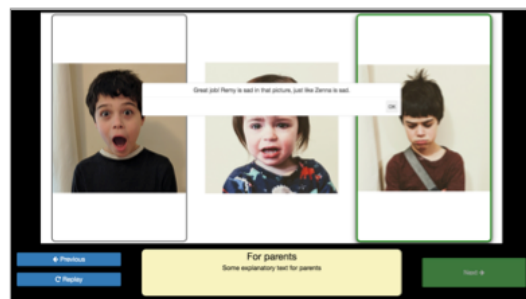 Great job! Remy is sad in that picture, just like Zenna is sad.
OK
← Previous
For parents
Some explanatory text for parents
Next →
C Replay